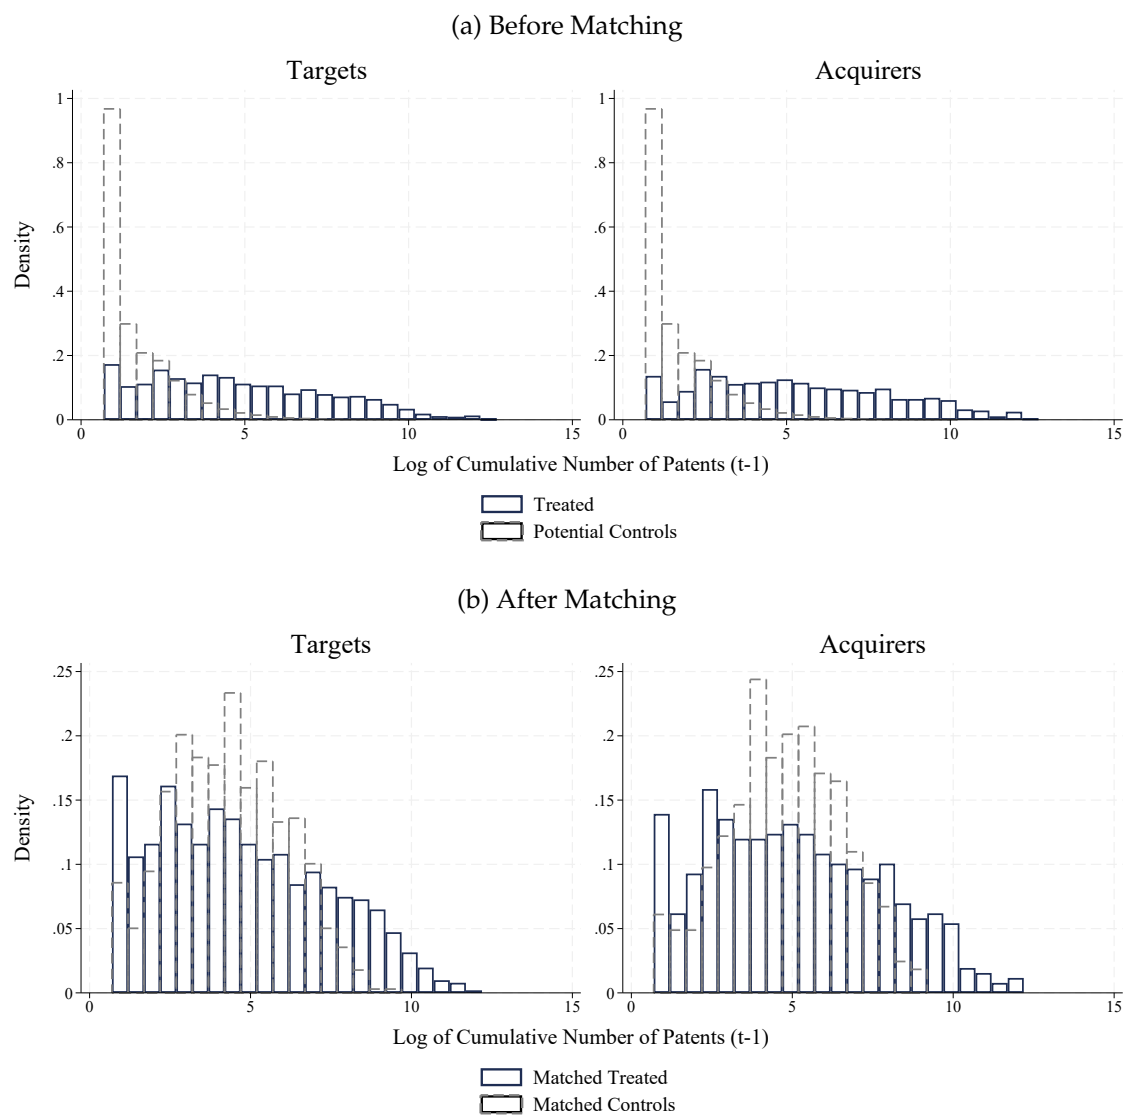 (a) Before Matching
Targets
Acquirers
Density
1
.8
.6
.4
.2
0
0 5 10 15
1
.8
.6
.4
.2
0
0 5 10 15
Log of Cumulative Number of Patents (t-1)
Treated
Potential Controls
(b) After Matching
Targets
Acquirers
Density
.25
.2
.15
.1
.05
0
0 5 10 15
.25
.2
.15
.1
.05
0
0 5 10 15
Log of Cumulative Number of Patents (t-1)
Matched Treated
Matched Controls